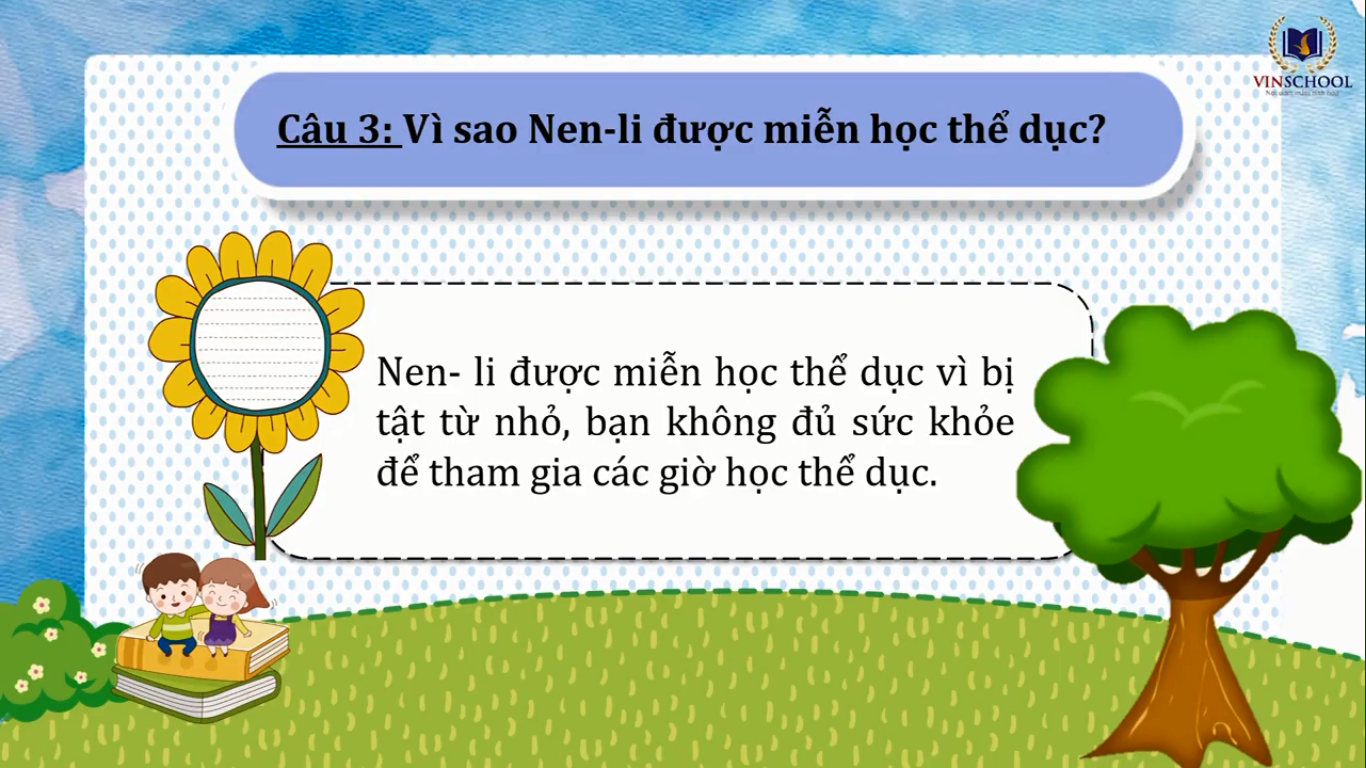 VINSCHOOL
Câu 3: Vì sao Nen-li được miễn học thể dục?
Nen- li được miễn học thể dục vì bị
tật từ nhỏ, bạn không đủ sức khỏe
để tham gia các giờ học thể dục.